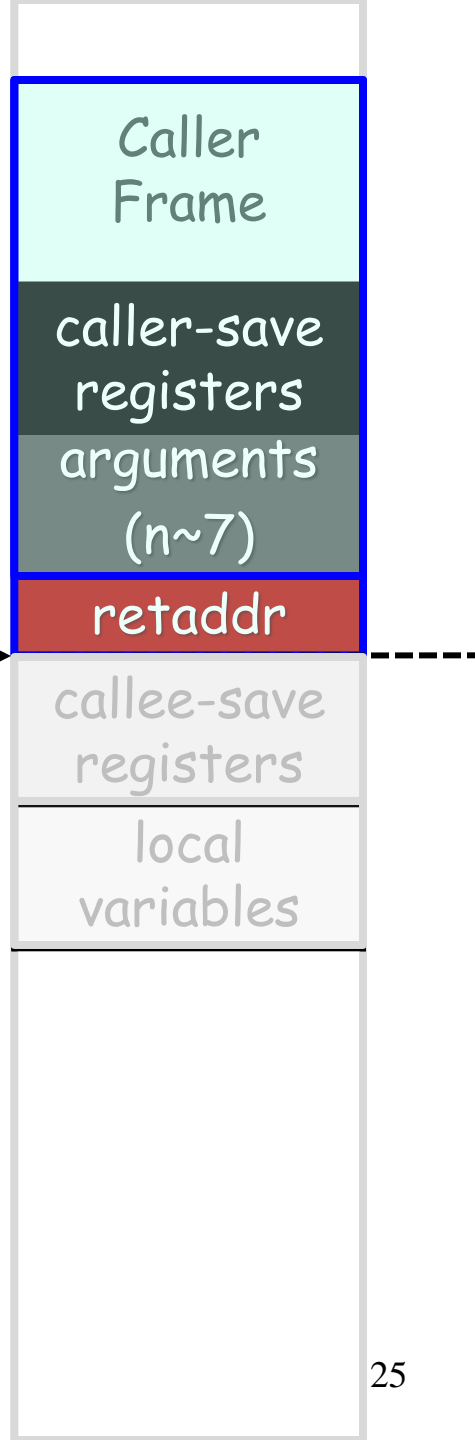 Caller
Frame
caller-save
registers
arguments
(n~7)
retaddr
callee-save
registers
local
variables
25